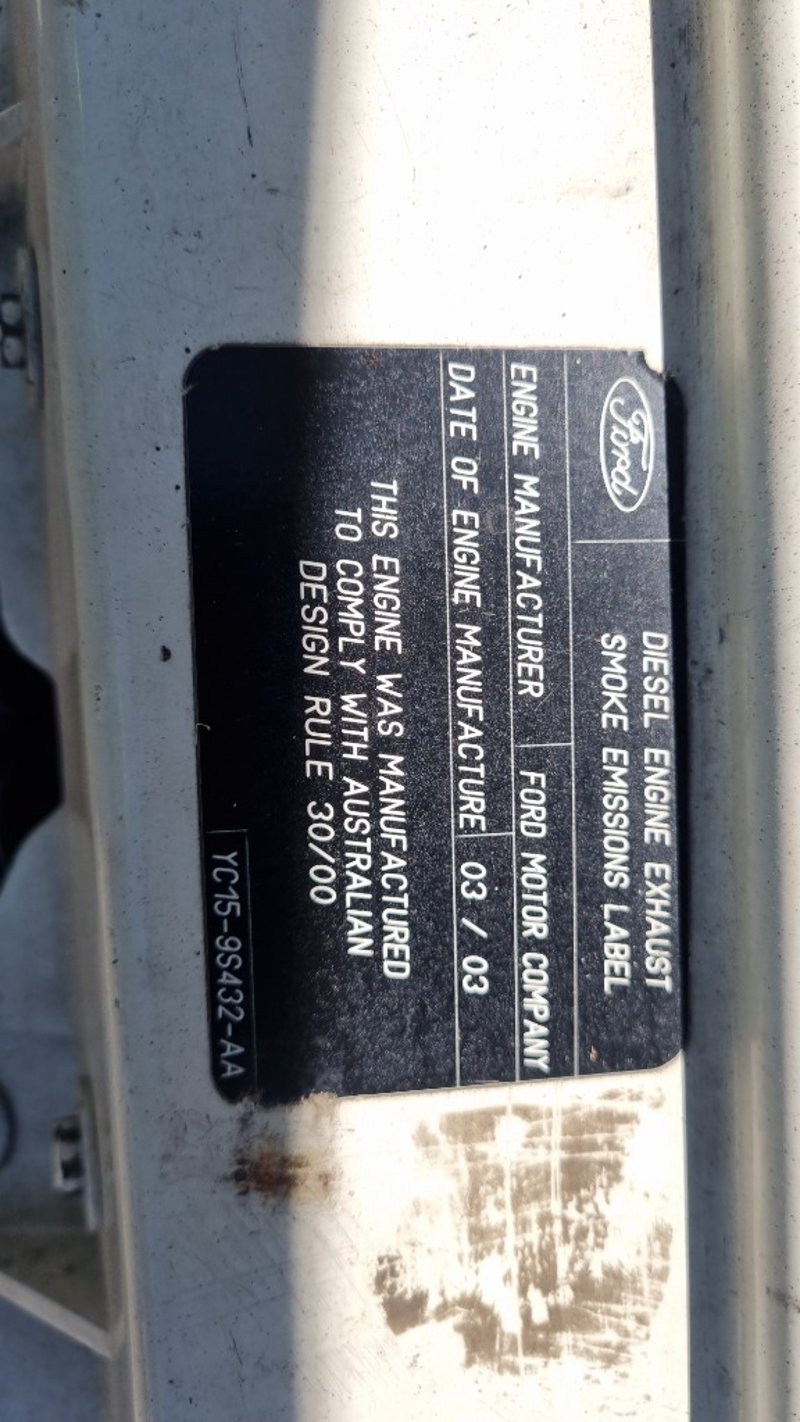 Ford
DIESEL ENGINE EXHAUST
SMOKE EMISSIONS LABEL
ENGINE MANUFACTURER FORD MOTOR COMPANY
DATE OF ENGINE MANUFACTURE 03 / 03
THIS ENGINE WAS MANUFACTURED
TO COMPLY WITH AUSTRALIAN
DESIGN RULE 30/00
YC15-9S432-AA